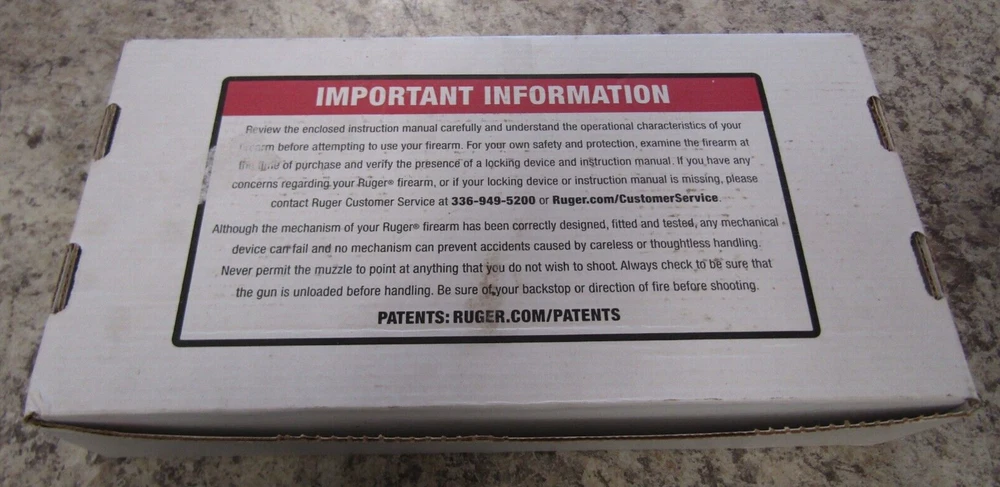 IMPORTANT INFORMATION
Review the enclosed instruction manual carefully and understand the operational characteristics of your
firearm before attempting to use your firearm. For your own safety and protection, examine the firearm at
the time of purchase and verify the presence of a locking device and instruction manual. If you have any
concerns regarding your Ruger® firearm, or if your locking device or instruction manual is missing, please
contact Ruger Customer Service at 336-949-5200 or Ruger.com/CustomerService.
Although the mechanism of your Ruger® firearm has been correctly designed, fitted and tested, any mechanical
device can fail and no mechanism can prevent accidents caused by careless or thoughtless handling.
Never permit the muzzle to point at anything that you do not wish to shoot. Always check to be sure that
the gun is unloaded before handling. Be sure of your backstop or direction of fire before shooting.
PATENTS: RUGER.COM/PATENTS